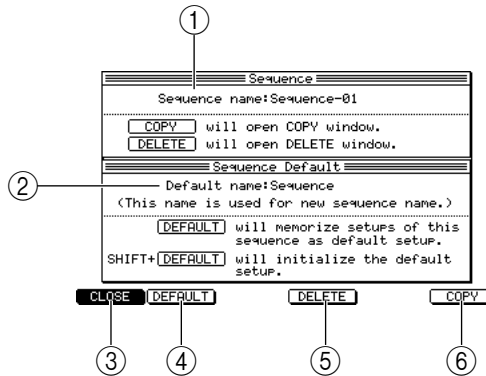 ①
Sequence
Sequence name:Sequence-01
COPY will open COPY window.
DELETE will open DELETE window.
Sequence Default
②
Default name:Sequence
(This name is used for new sequence name.)
DEFAULT will memorize setups of this
sequence as default setup.
SHIFT+ DEFAULT will initialize the default
setup.
CLOSE DEFAULT DELETE COPY
③ ④ ⑤ ⑥